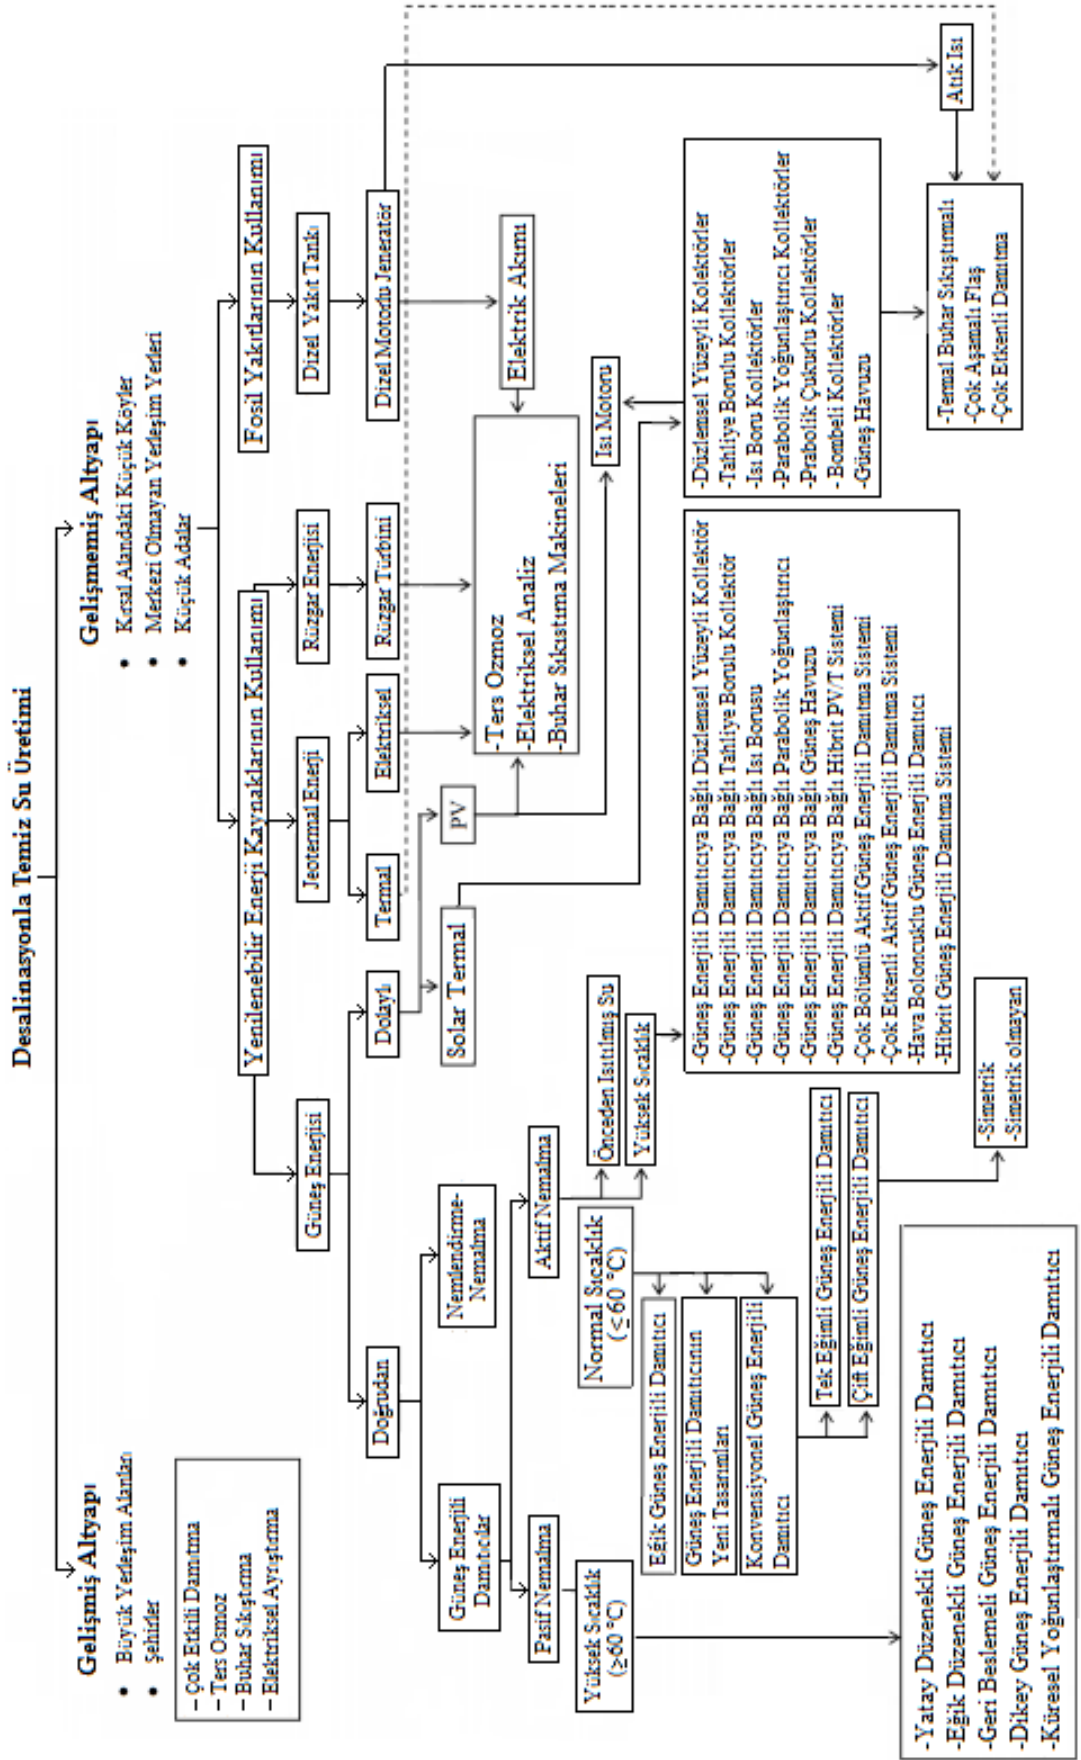 Desalinasyonla Temiz Su Üretimi
Gelişmiş Altyapı
• Büyük Yerleşim Alanları
• Şehirler
– Çok Etkili Damıtma
– Ters Osmoz
– Buhar Sıkıştırma
– Elektriksel Ayrıştırma
Gelişmemiş Altyapı
• Kırsal Alandaki Küçük Köyler
• Merkezi Olmayan Yerleşim Yerleri
• Küçük Adalar
Yenilenebilir Enerji Kaynaklarının Kullanımı
Fosil Yakıtlarının Kullanımı
Güneş Enerjisi
Jeotermal Enerji
Rüzgar Enerjisi
Dizel Yakıt Tankı
Doğrudan
Dolaylı
Termal
Elektriksel
Rüzgar Türbini
Dizel Motorlu Jeneratör
Güneş Enerjili
Damıtıcılar
Nemlendirme-
Nemalma
Solar Termal
PV
-Ters Ozmoz
-Elektriksel Analiz
-Buhar Sıkıstıma Makineleri
Elektrik Akımı
Pasif Nemalma
Aktif Nemalma
Yüksek Sıcaklık
(≥60 °C)
Normal Sıcaklık
(≤60 °C)
Önceden Isıtılmış Su
Yüksek Sıcaklık
Isı Motoru
Eğik Güneş Enerjili Damıtıcı
Güneş Enerjili Damıtıcının
Yeni Tasarımları
Konvensiyonel Güneş Enerjili
Damıtıcı
-Güneş Enerjili Damıtıcıya Bağlı Düzlemsel Yüzeyli Kollektör
-Güneş Enerjili Damıtıcıya Bağlı Tahliye Borulu Kollektör
-Güneş Enerjili Damıtıcıya Bağlı Isı Borusu
-Güneş Enerjili Damıtıcıya Bağlı Parabolik Yoğunlaştırıcı
-Güneş Enerjili Damıtıcıya Bağlı Güneş Havuzu
-Güneş Enerjili Damıtıcıya Bağlı Hibrit PV/T Sistemi
-Çok Bölümlü Aktif Güneş Enerjili Damıtma Sistemi
-Çok Etkenli Aktif Güneş Enerjili Damıtma Sistemi
-Hava Boloncuklu Güneş Enerjili Damıtıcı
-Hibrit Güneş Enerjili Damıtma Sistemi
-Düzlemsel Yüzeyli Kolektörler
-Tahliye Borulu Kollektörler
-Isı Boru Kollektörler
-Parabolik Yoğunlaştırıcı Kollektörler
-Prabolik Çukurlu Kollektörler
- Bombeli Kollektörler
-Güneş Havuzu
Tek Eğimli Güneş Enerjili Damıtıcı
Çift Eğimli Güneş Enerjili Damıtıcı
-Yatay Düzenekli Güneş Enerjili Damıtıcı
-Eğik Düzenekli Güneş Enerjili Damıtıcı
-Geri Beslemeli Güneş Enerjili Damıtıcı
-Dikey Güneş Enerjili Damıtıcı
-Küresel Yoğunlaştırmalı Güneş Enerjili Damıtıcı
-Simetrik
-Simetrik olmayan
-Termal Buhar Sıkıştırmalı
-Çok Aşamalı Flaş
-Çok Etkenli Damıtma
Atık Isı